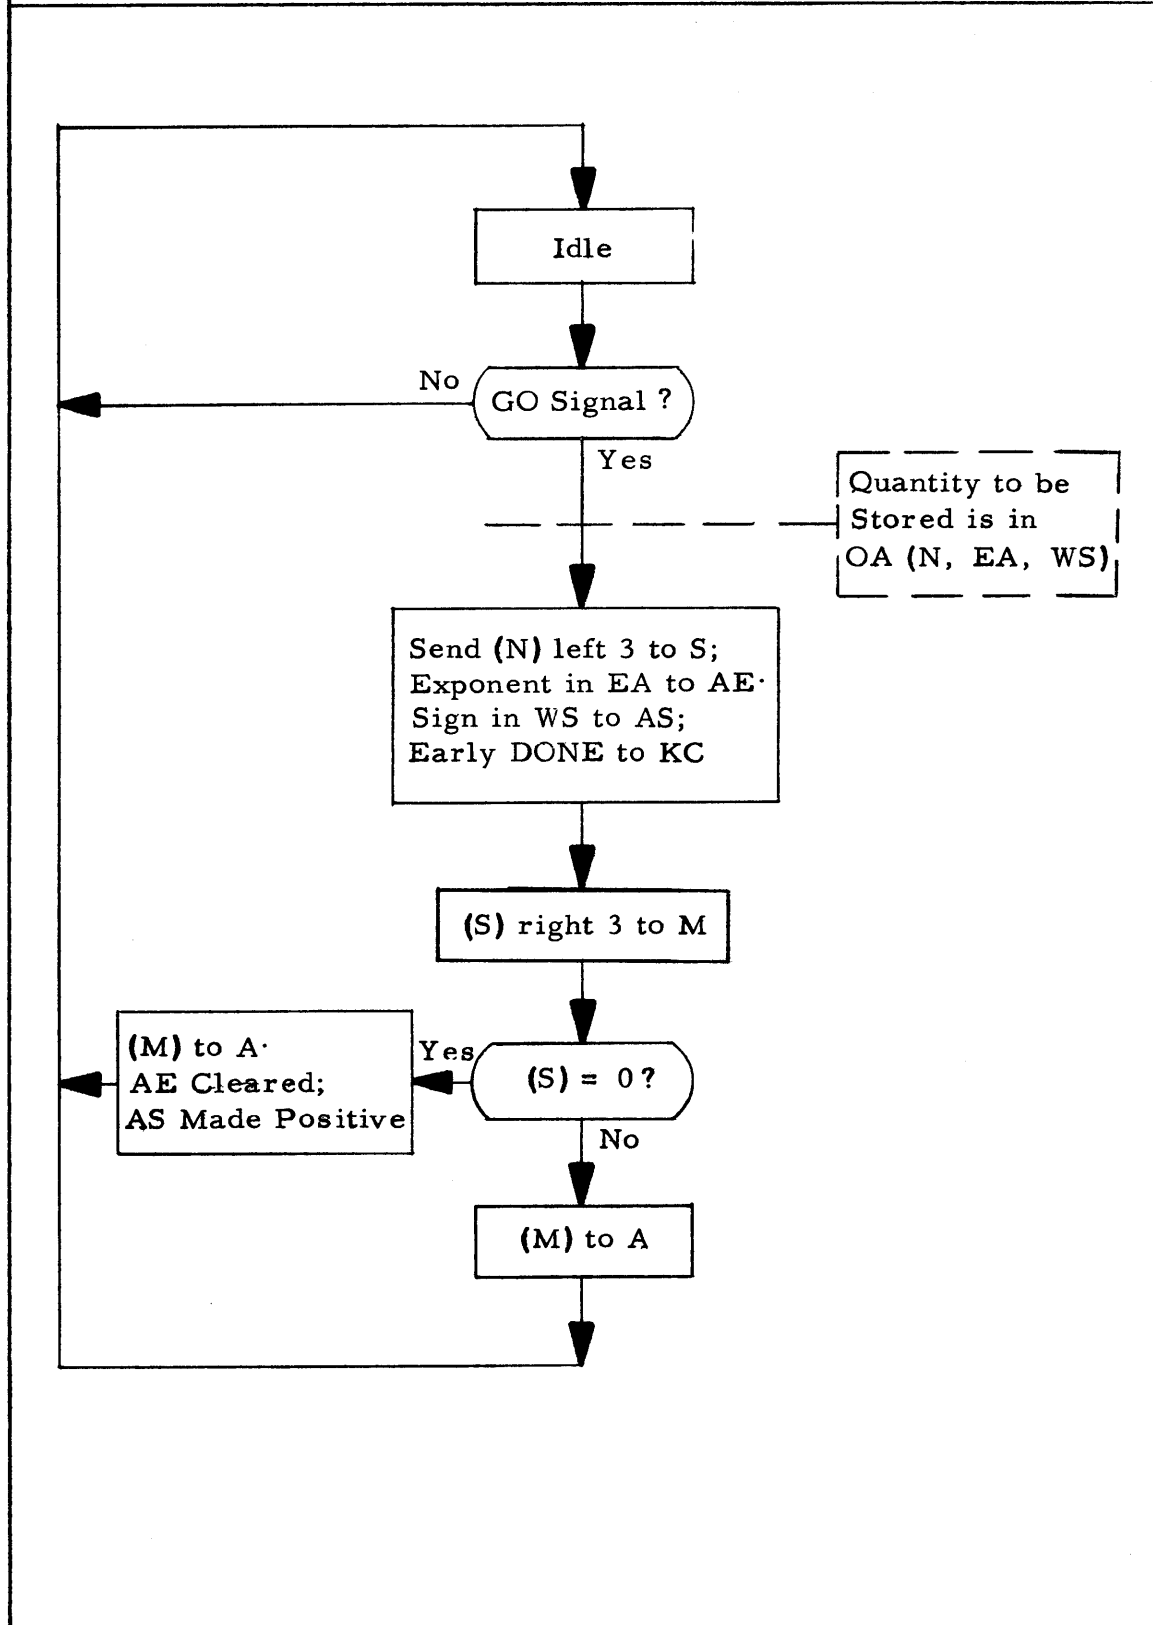 Idle
No
GO Signal ?
Yes
Quantity to be
Stored is in
OA (N, EA, WS)
Send (N) left 3 to S;
Exponent in EA to AE·
Sign in WS to AS;
Early DONE to KC
(S) right 3 to M
(M) to A·
AE Cleared;
AS Made Positive
Yes
(S) = 0 ?
No
(M) to A